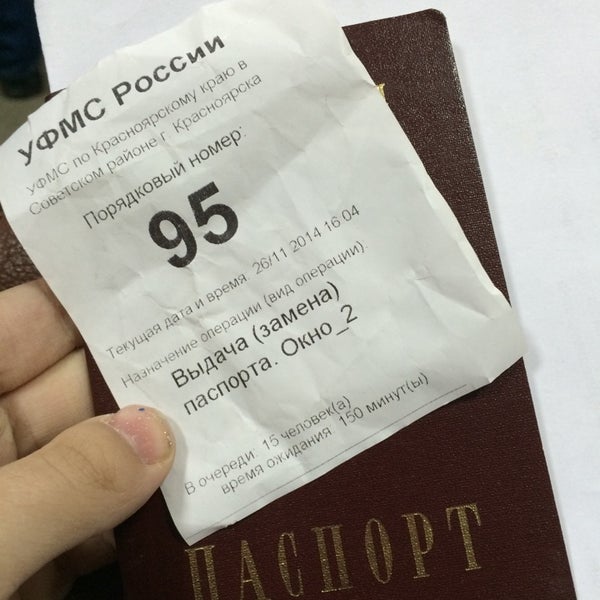 УФМС России
УФМС по Красноярскому краю в
Советском районе г. Красноярска
Порядковый номер:
95
Текущая дата и время 26/11 2014 16:04
Назначение операции (вид операции):
Выдача (замена)
паспорта. Окно_2
В очереди: 15 человек(а)
время ожидания 150 минут(ы)
ПАСПОРТ